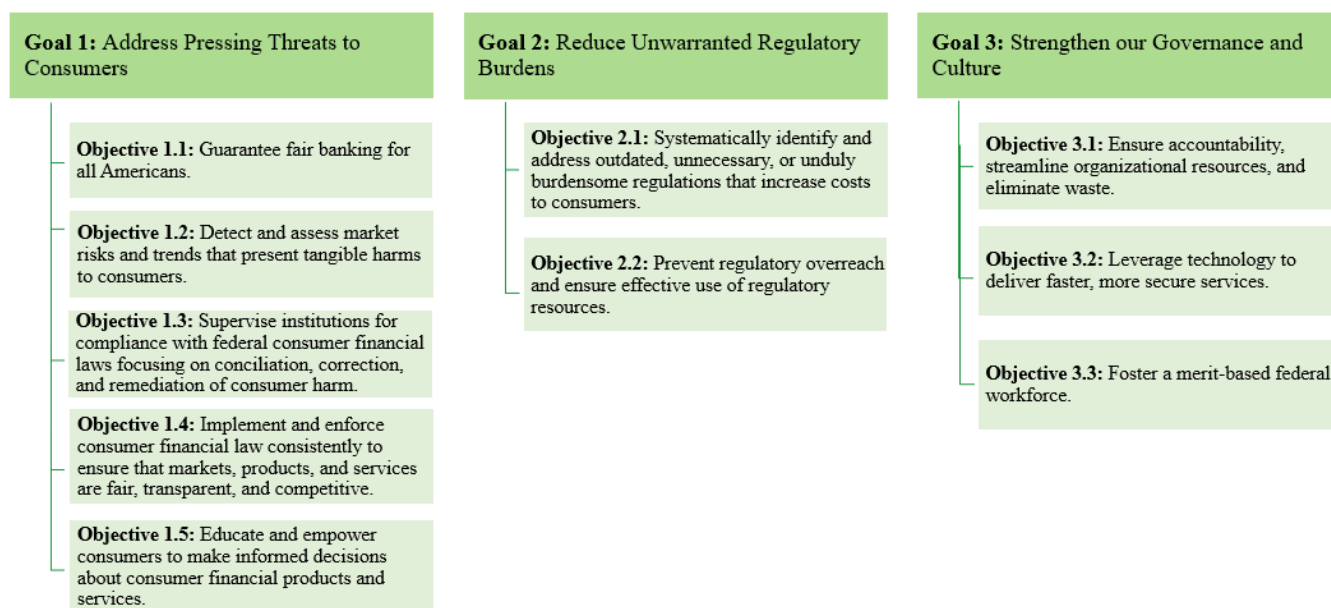 Goal 1: Address Pressing Threats to
Consumers
Objective 1.1: Guarantee fair banking for
all Americans.
Objective 1.2: Detect and assess market
risks and trends that present tangible harms
to consumers.
Objective 1.3: Supervise institutions for
compliance with federal consumer financial
laws focusing on conciliation, correction,
and remediation of consumer harm.
Objective 1.4: Implement and enforce
consumer financial law consistently to
ensure that markets, products, and services
are fair, transparent, and competitive.
Objective 1.5: Educate and empower
consumers to make informed decisions
about consumer financial products and
services.
Goal 2: Reduce Unwarranted Regulatory
Burdens
Objective 2.1: Systematically identify and
address outdated, unnecessary, or unduly
burdensome regulations that increase costs
to consumers.
Objective 2.2: Prevent regulatory overreach
and ensure effective use of regulatory
resources.
Goal 3: Strengthen our Governance and
Culture
Objective 3.1: Ensure accountability,
streamline organizational resources, and
eliminate waste.
Objective 3.2: Leverage technology to
deliver faster, more secure services.
Objective 3.3: Foster a merit-based federal
workforce.